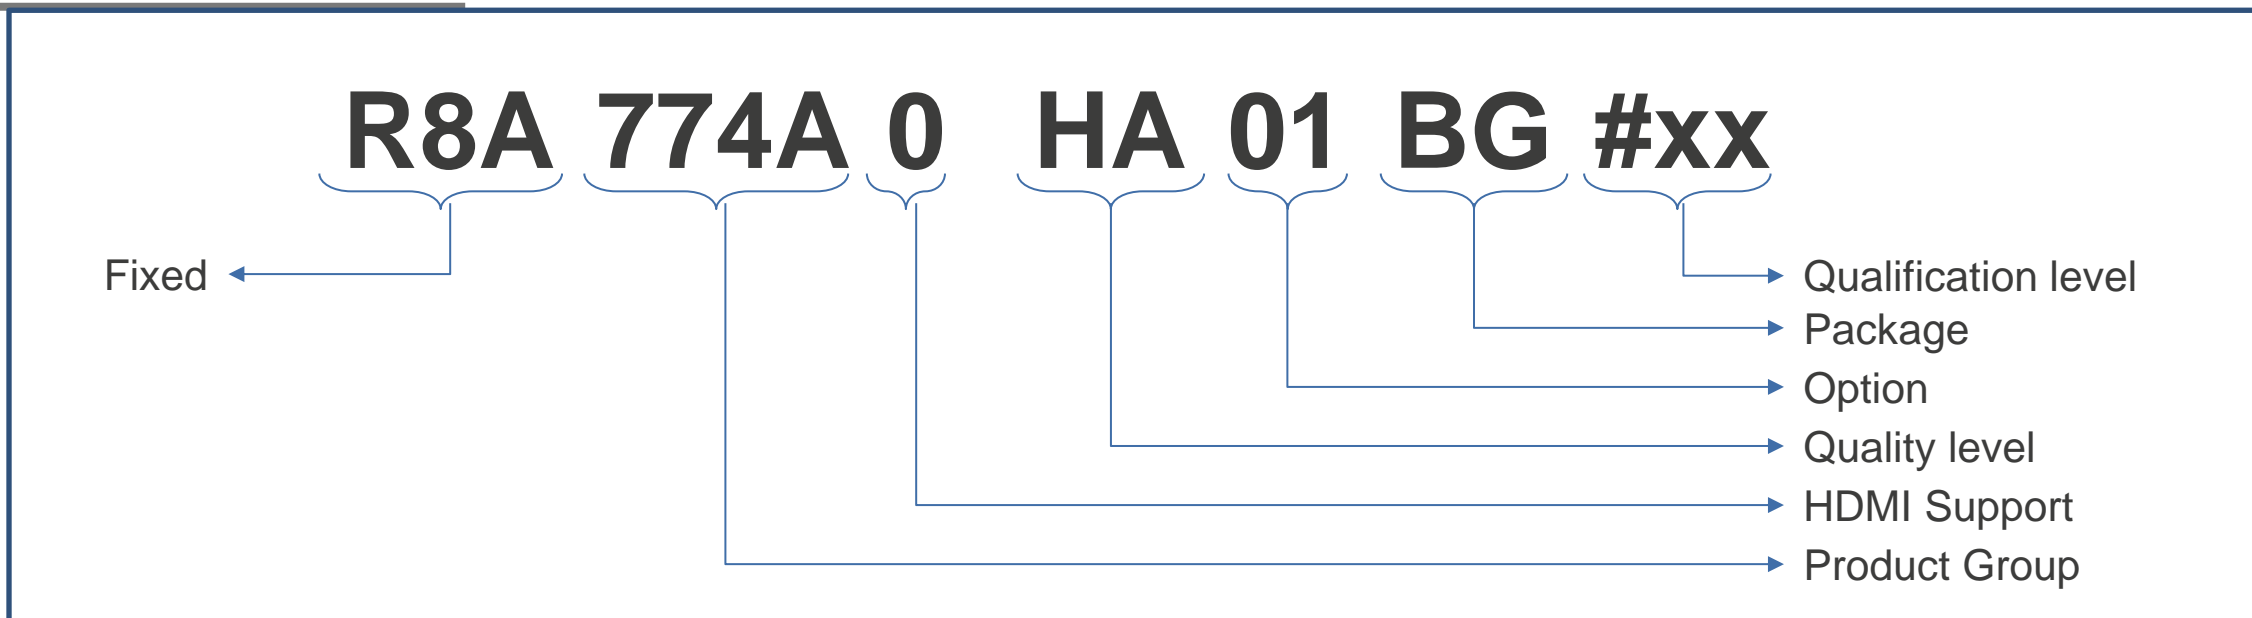 R8A 774A 0 HA 01 BG #xx
Fixed
Qualification level
Package
Option
Quality level
HDMI Support
Product Group